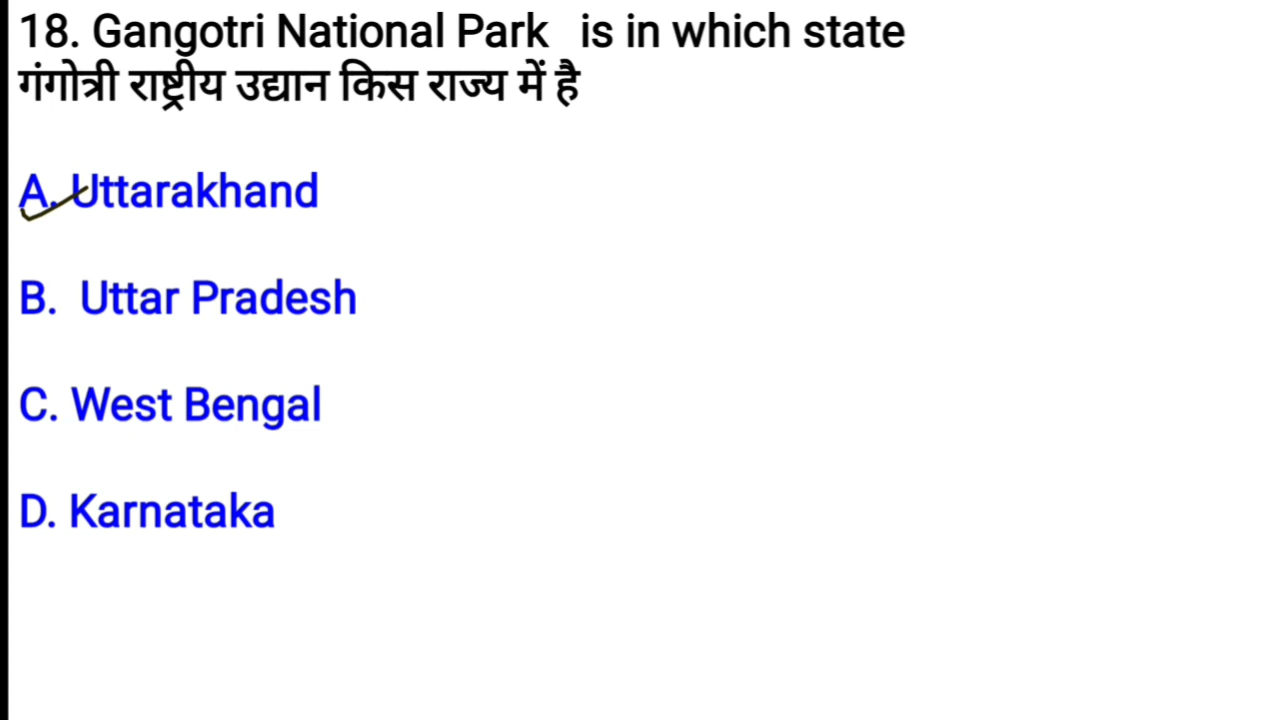 18. Gangotri National Park is in which state
गंगोत्री राष्ट्रीय उद्यान किस राज्य में है
A. Uttarakhand
B. Uttar Pradesh
C. West Bengal
D. Karnataka